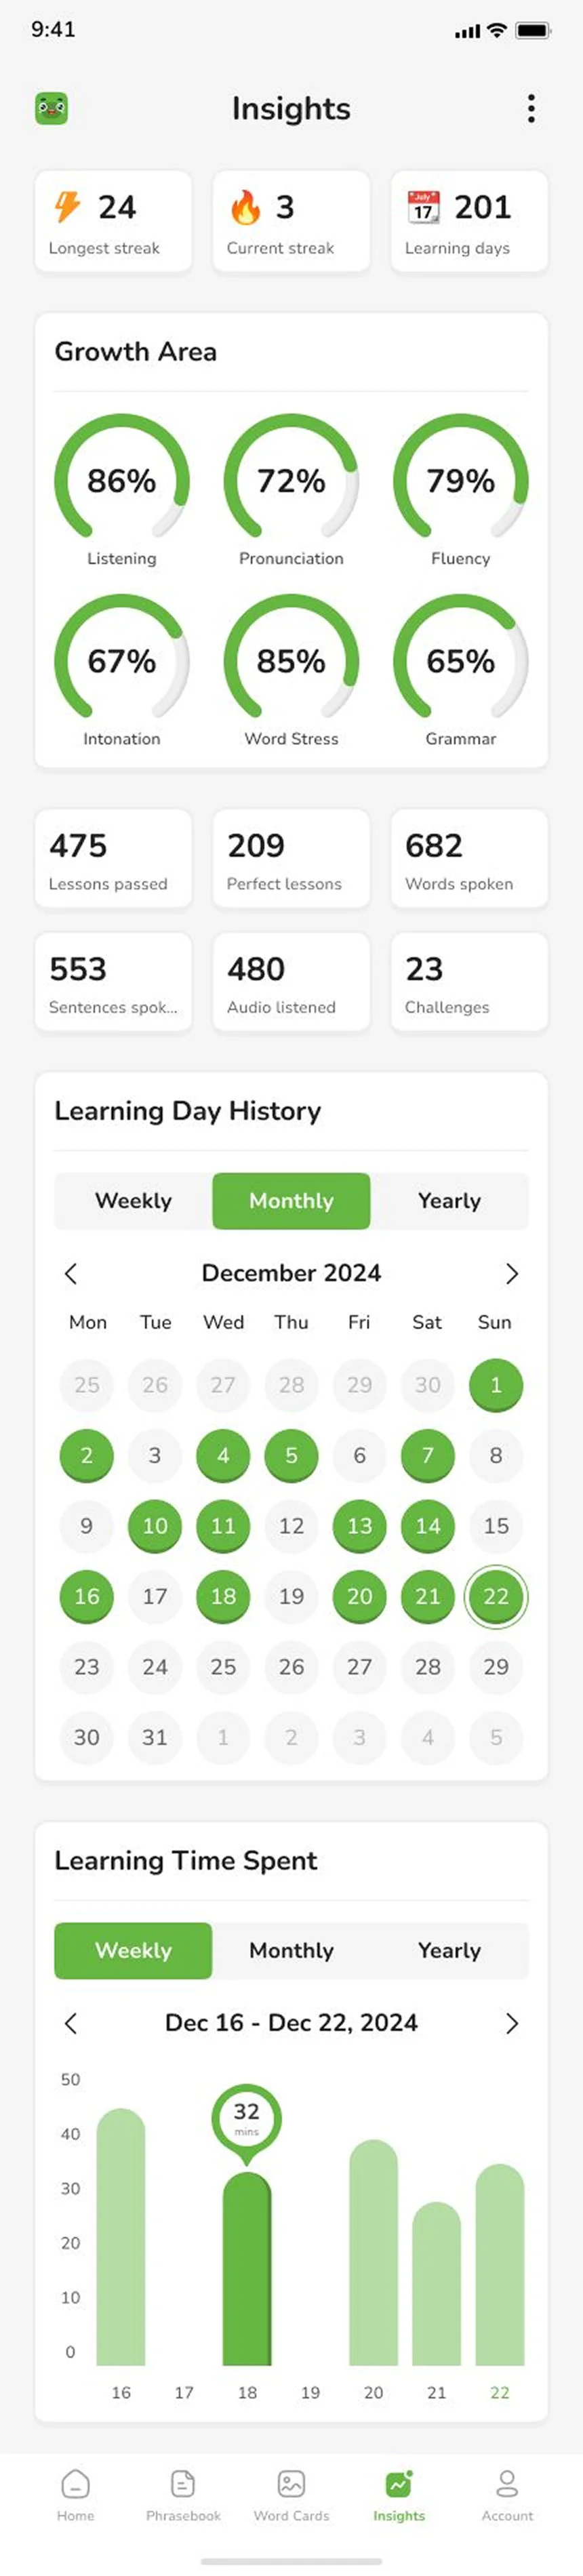 9:41
Insights
24
Longest streak
3
Current streak
July
17
201
Learning days
Growth Area
86% 72% 79%
Listening Pronunciation Fluency
67% 85% 65%
Intonation Word Stress Grammar
475 209 682
Lessons passed Perfect lessons Words spoken
553 480 23
Sentences spok... Audio listened Challenges
Learning Day History
Weekly Monthly Yearly
December 2024
Mon Tue Wed Thu Fri Sat Sun
25 26 27 28 29 30 1
2 3 4 5 6 7 8
9 10 11 12 13 14 15
16 17 18 19 20 21 22
23 24 25 26 27 28 29
30 31 1 2 3 4 5
Learning Time Spent
Weekly Monthly Yearly
Dec 16 - Dec 22, 2024
50
32
mins
40
30
20
10
0
16 17 18 19 20 21 22
Home Phrasebook Word Cards Insights Account